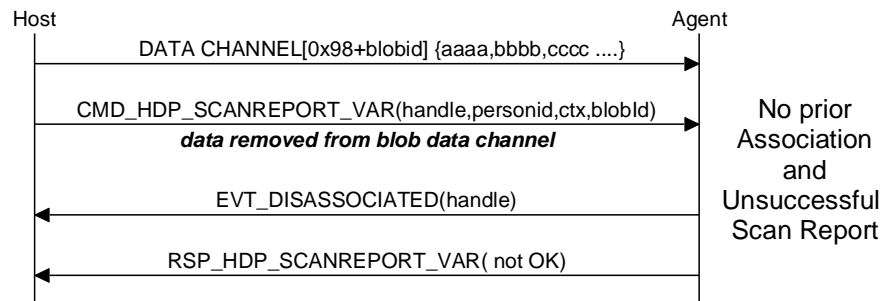 Host
Agent
DATA CHANNEL[0x98+blobid] {aaaa,bbbb,cccc ....}
CMD_HDP_SCANREPORT_VAR(handle,personid,ctx,blobId)
data removed from blob data channel
EVT_DISASSOCIATED(handle)
RSP_HDP_SCANREPORT_VAR( not OK)
No prior
Association
and
Unsuccessful
Scan Report